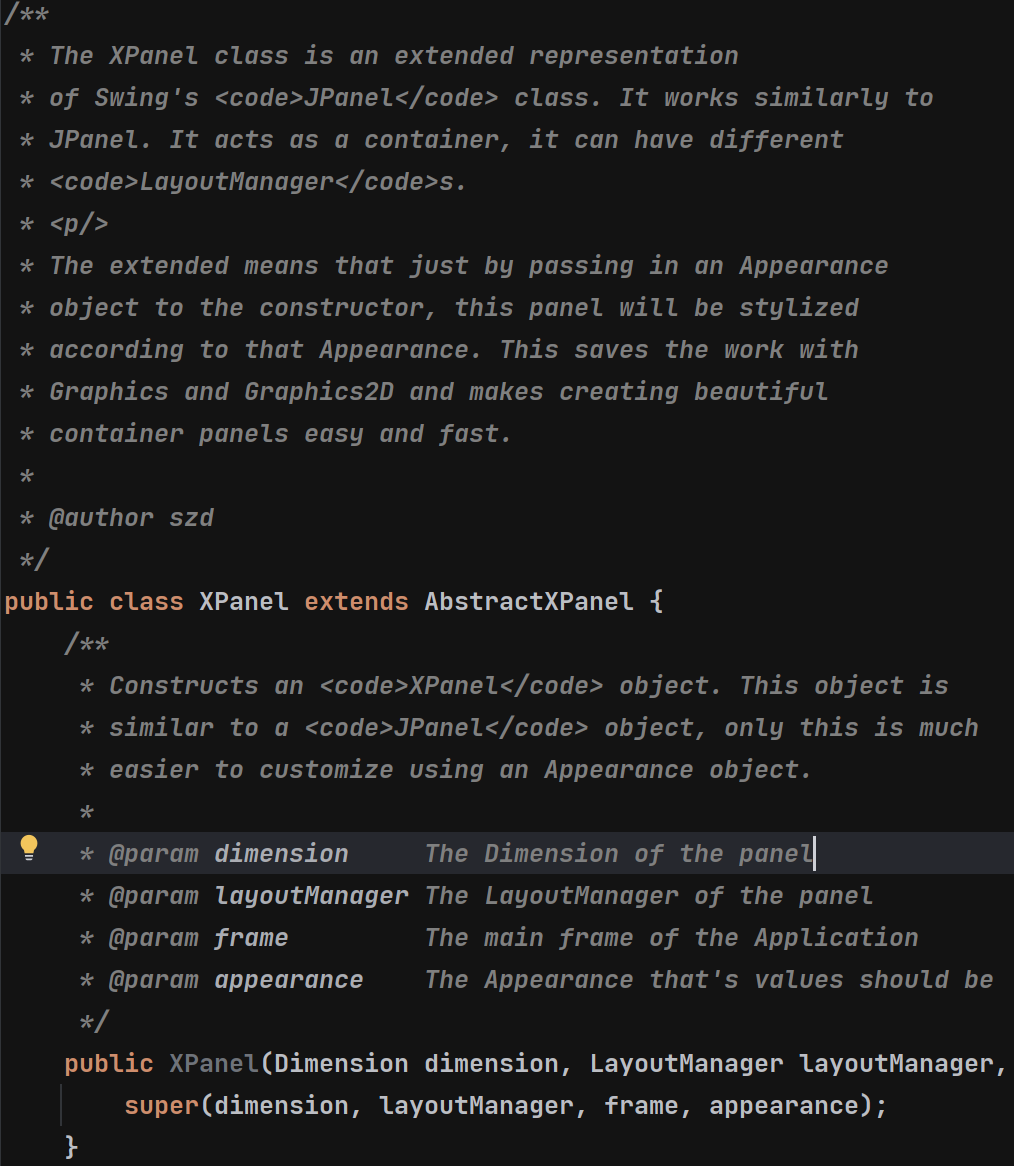 /**
 * The XPanel class is an extended representation
 * of Swing's <code>JPanel</code> class. It works similarly to
 * JPanel. It acts as a container, it can have different
 * <code>LayoutManager</code>s.
 * <p/>
 * The extended means that just by passing in an Appearance
 * object to the constructor, this panel will be stylized
 * according to that Appearance. This saves the work with
 * Graphics and Graphics2D and makes creating beautiful
 * container panels easy and fast.
 *
 * @author szd
 */
public class XPanel extends AbstractXPanel {
    /**
     * Constructs an <code>XPanel</code> object. This object is
     * similar to a <code>JPanel</code> object, only this is much
     * easier to customize using an Appearance object.
     *
     * @param dimension     The Dimension of the panel
     * @param layoutManager The LayoutManager of the panel
     * @param frame         The main frame of the Application
     * @param appearance    The Appearance that's values should be
     */
    public XPanel(Dimension dimension, LayoutManager layoutManager,
        super(dimension, layoutManager, frame, appearance);
    }